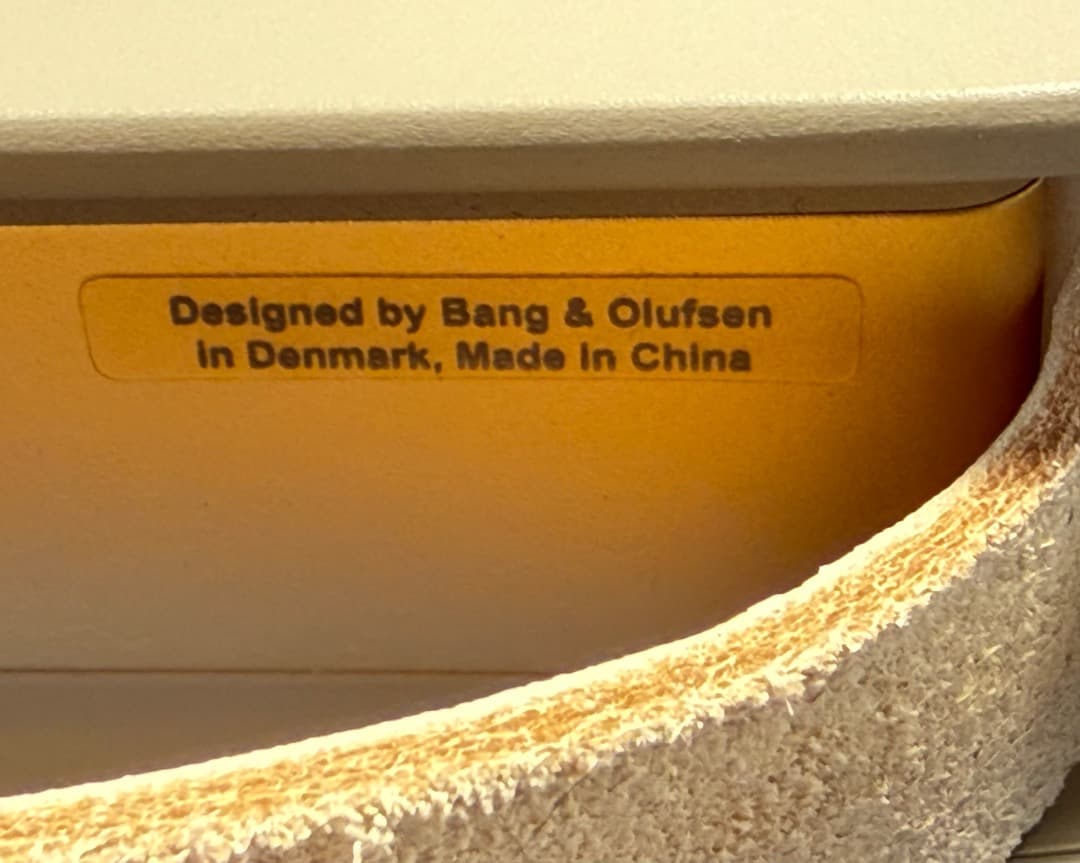 Designed by Bang & Olufsen
in Denmark, Made in China